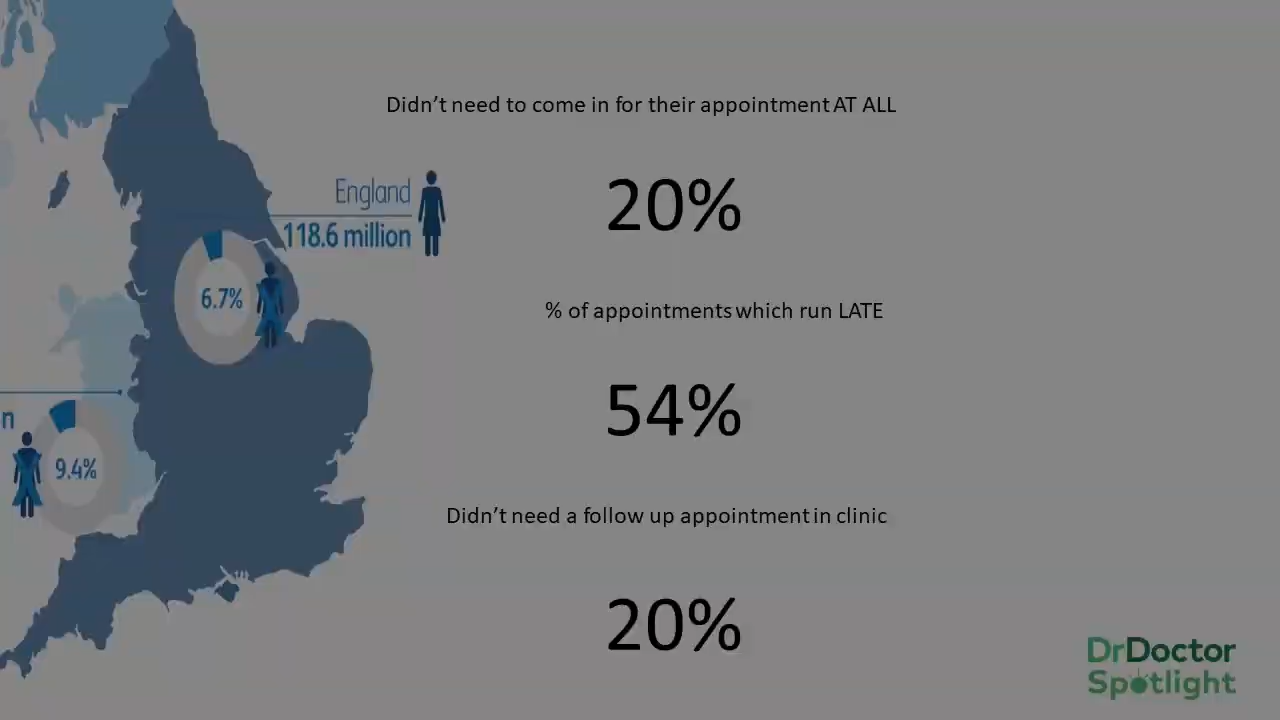 Didn't need to come in for their appointment AT ALL
20%
England
118.6 million
6.7%
% of appointments which run LATE
54%
n
9.4%
Didn't need a follow up appointment in clinic
20%
DrDoctor
Spotlight